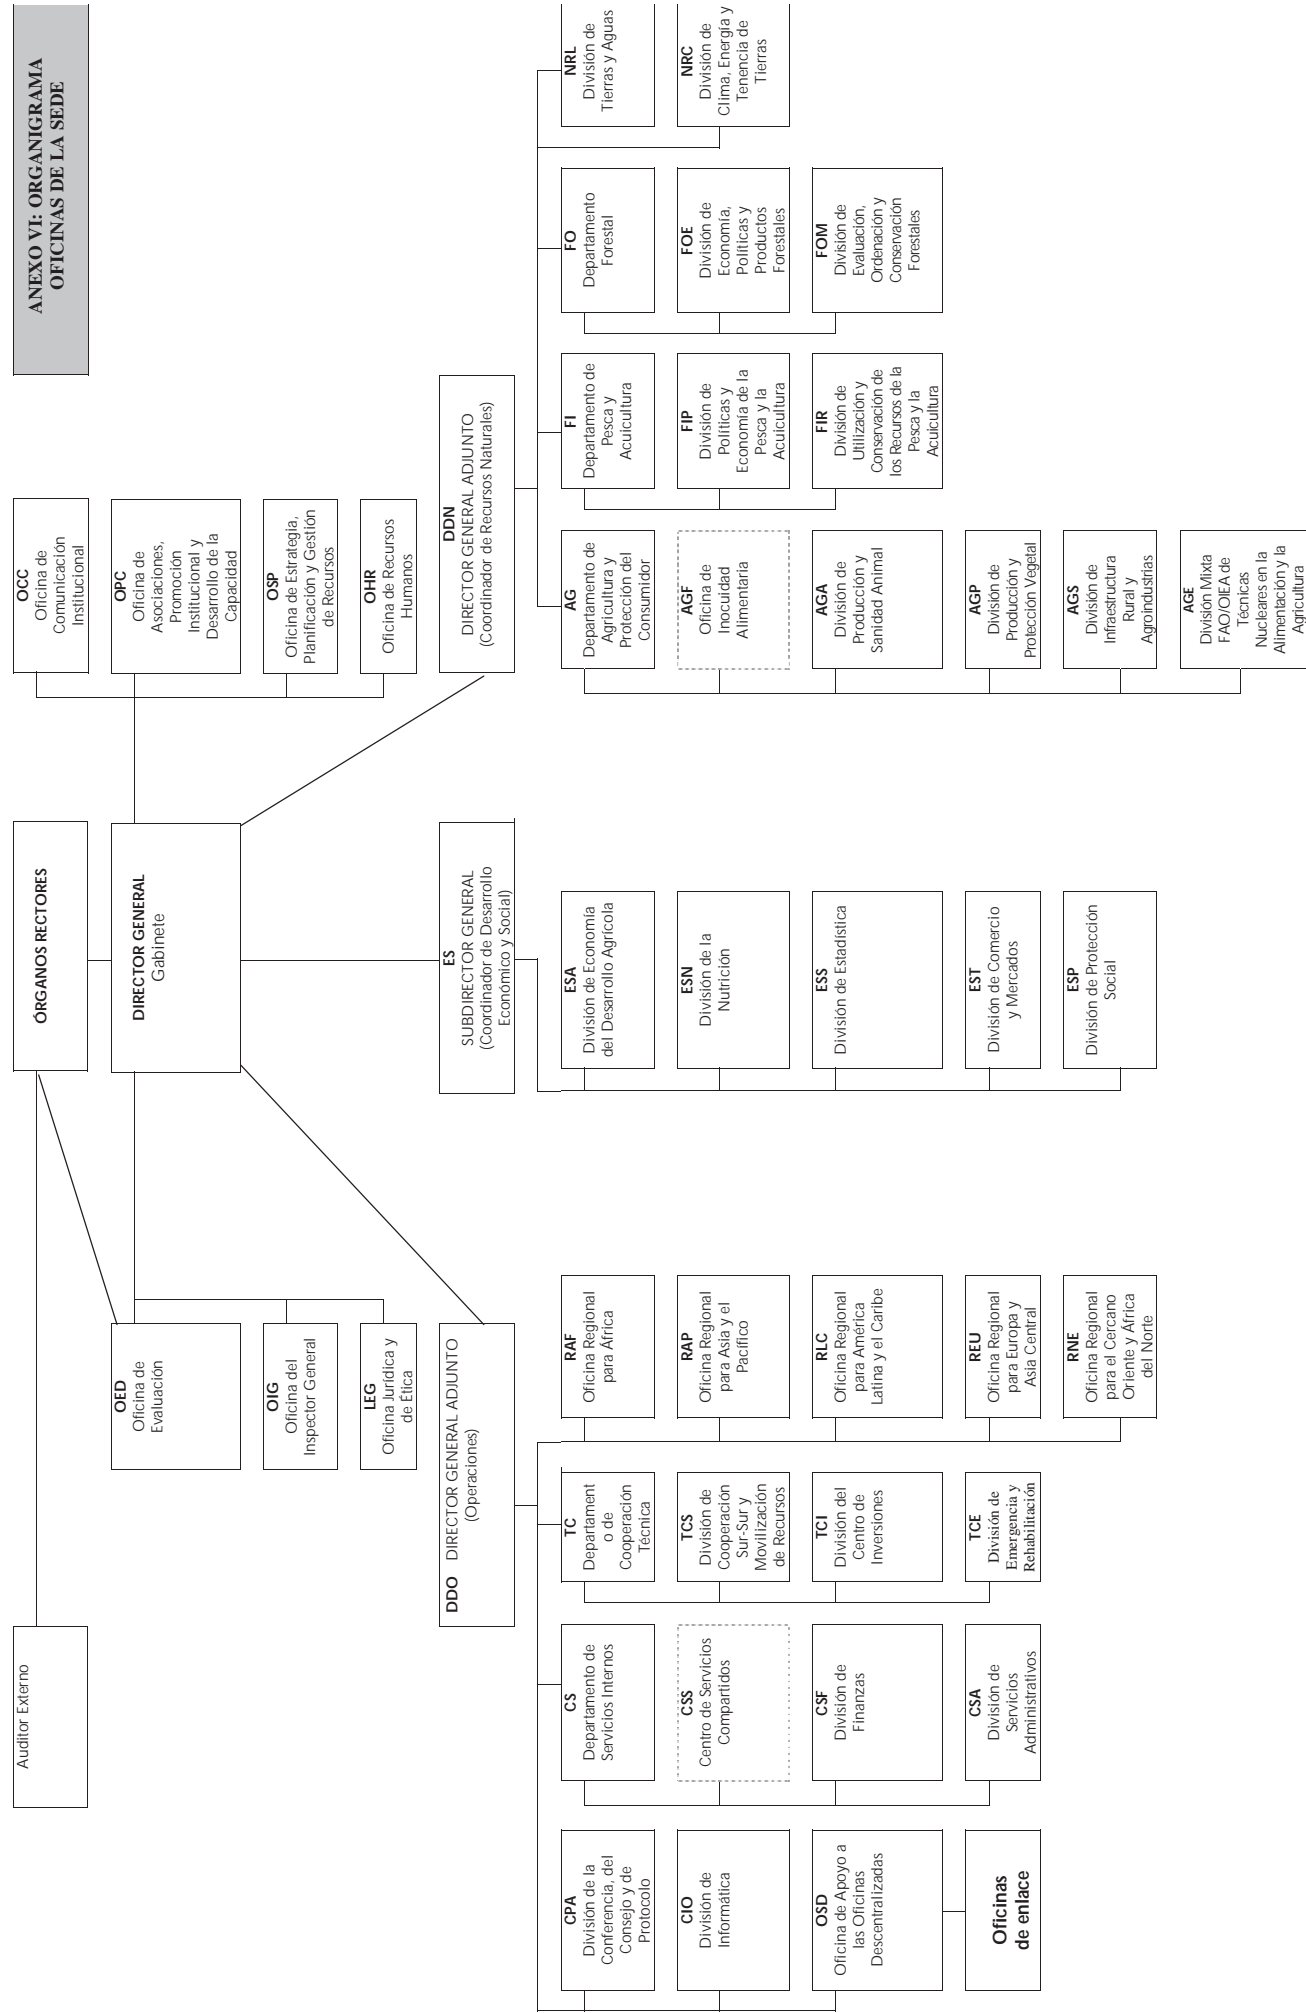 ANEXO VI: ORGANIGRAMA
OFICINAS DE LA SEDE
Auditor Externo
ÓRGANOS RECTORES
DIRECTOR GENERAL
Gabinete
OED
Oficina de
Evaluación
OIG
Oficina del
Inspector General
LEG
Oficina Jurídica y
de Ética
OCC
Oficina de
Comunicación
Institucional
OPC
Oficina de
Asociaciones,
Promoción
Institucional y
Desarrollo de la
Capacidad
OSP
Oficina de Estrategia,
Planificación y Gestión
de Recursos
OHR
Oficina de Recursos
Humanos
DDO DIRECTOR GENERAL ADJUNTO
(Operaciones)
ES
SUBDIRECTOR GENERAL
(Coordinador de Desarrollo
Económico y Social)
DDN
DIRECTOR GENERAL ADJUNTO
(Coordinador de Recursos Naturales)
CPA
División de la
Conferencia, del
Consejo y de
Protocolo
CIO
División de
Informática
OSD
Oficina de Apoyo a
las Oficinas
Descentralizadas
Oficinas
de enlace
CS
Departamento de
Servicios Internos
CSS
Centro de Servicios
Compartidos
CSF
División de
Finanzas
CSA
División de
Servicios
Administrativos
TC
Departament
o de
Cooperación
Técnica
TCS
División de
Cooperación
Sur-Sur y
Movilización
de Recursos
TCI
División del
Centro de
Inversiones
TCE
División de
Emergencia y
Rehabilitación
RAF
Oficina Regional
para África
RAP
Oficina Regional
para Asia y el
Pacífico
RLC
Oficina Regional
para América
Latina y el Caribe
REU
Oficina Regional
para Europa y
Asia Central
RNE
Oficina Regional
para el Cercano
Oriente y África
del Norte
ESA
División de Economía
del Desarrollo Agrícola
ESN
División de la
Nutrición
ESS
División de Estadística
EST
División de Comercio
y Mercados
ESP
División de Protección
Social
AG
Departamento de
Agricultura y
Protección del
Consumidor
AGF
Oficina de
Inocuidad
Alimentaria
AGA
División de
Producción y
Sanidad Animal
AGP
División de
Producción y
Protección Vegetal
AGS
División de
Infraestructura
Rural y
Agroindustrias
AGE
División Mixta
FAO/OIEA de
Técnicas
Nucleares en la
Alimentación y la
Agricultura
FI
Departamento de
Pesca y
Acuicultura
FIP
División de
Políticas y
Economía de la
Pesca y la
Acuicultura
FIR
División de
Utilización y
Conservación de
los Recursos de la
Pesca y la
Acuicultura
FO
Departamento
Forestal
FOE
División de
Economía,
Políticas y
Productos
Forestales
FOM
División de
Evaluación,
Ordenación y
Conservación
Forestales
NRL
División de
Tierras y Aguas
NRC
División de
Clima, Energía y
Tenencia de
Tierras